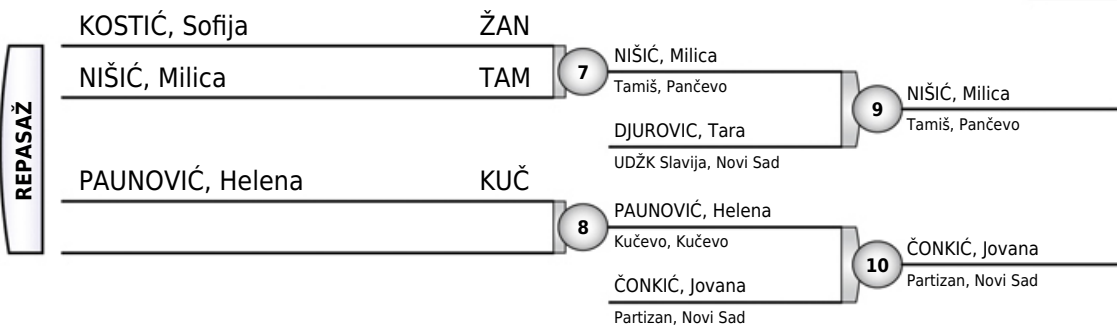 REPASAŽ
KOSTIĆ, Sofija ŽAN
NIŠIĆ, Milica TAM
7
NIŠIĆ, Milica
Tamiš, Pančevo
DJUROVIC, Tara
UDŽK Slavija, Novi Sad
9
NIŠIĆ, Milica
Tamiš, Pančevo
PAUNOVIĆ, Helena KUČ
8
PAUNOVIĆ, Helena
Kučevo, Kučevo
ČONKIĆ, Jovana
Partizan, Novi Sad
10
ČONKIĆ, Jovana
Partizan, Novi Sad